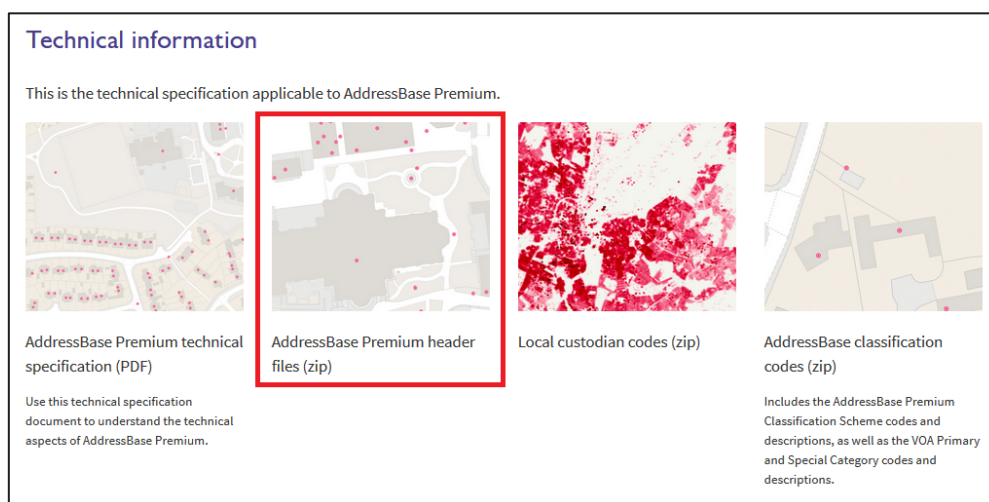 Technical information
This is the technical specification applicable to AddressBase Premium.
AddressBase Premium technical
specification (PDF)
Use this technical specification
document to understand the technical
aspects of AddressBase Premium.
AddressBase Premium header
files (zip)
Local custodian codes (zip)
AddressBase classification
codes (zip)
Includes the AddressBase Premium
Classification Scheme codes and
descriptions, as well as the VOA Primary
and Special Category codes and
descriptions.